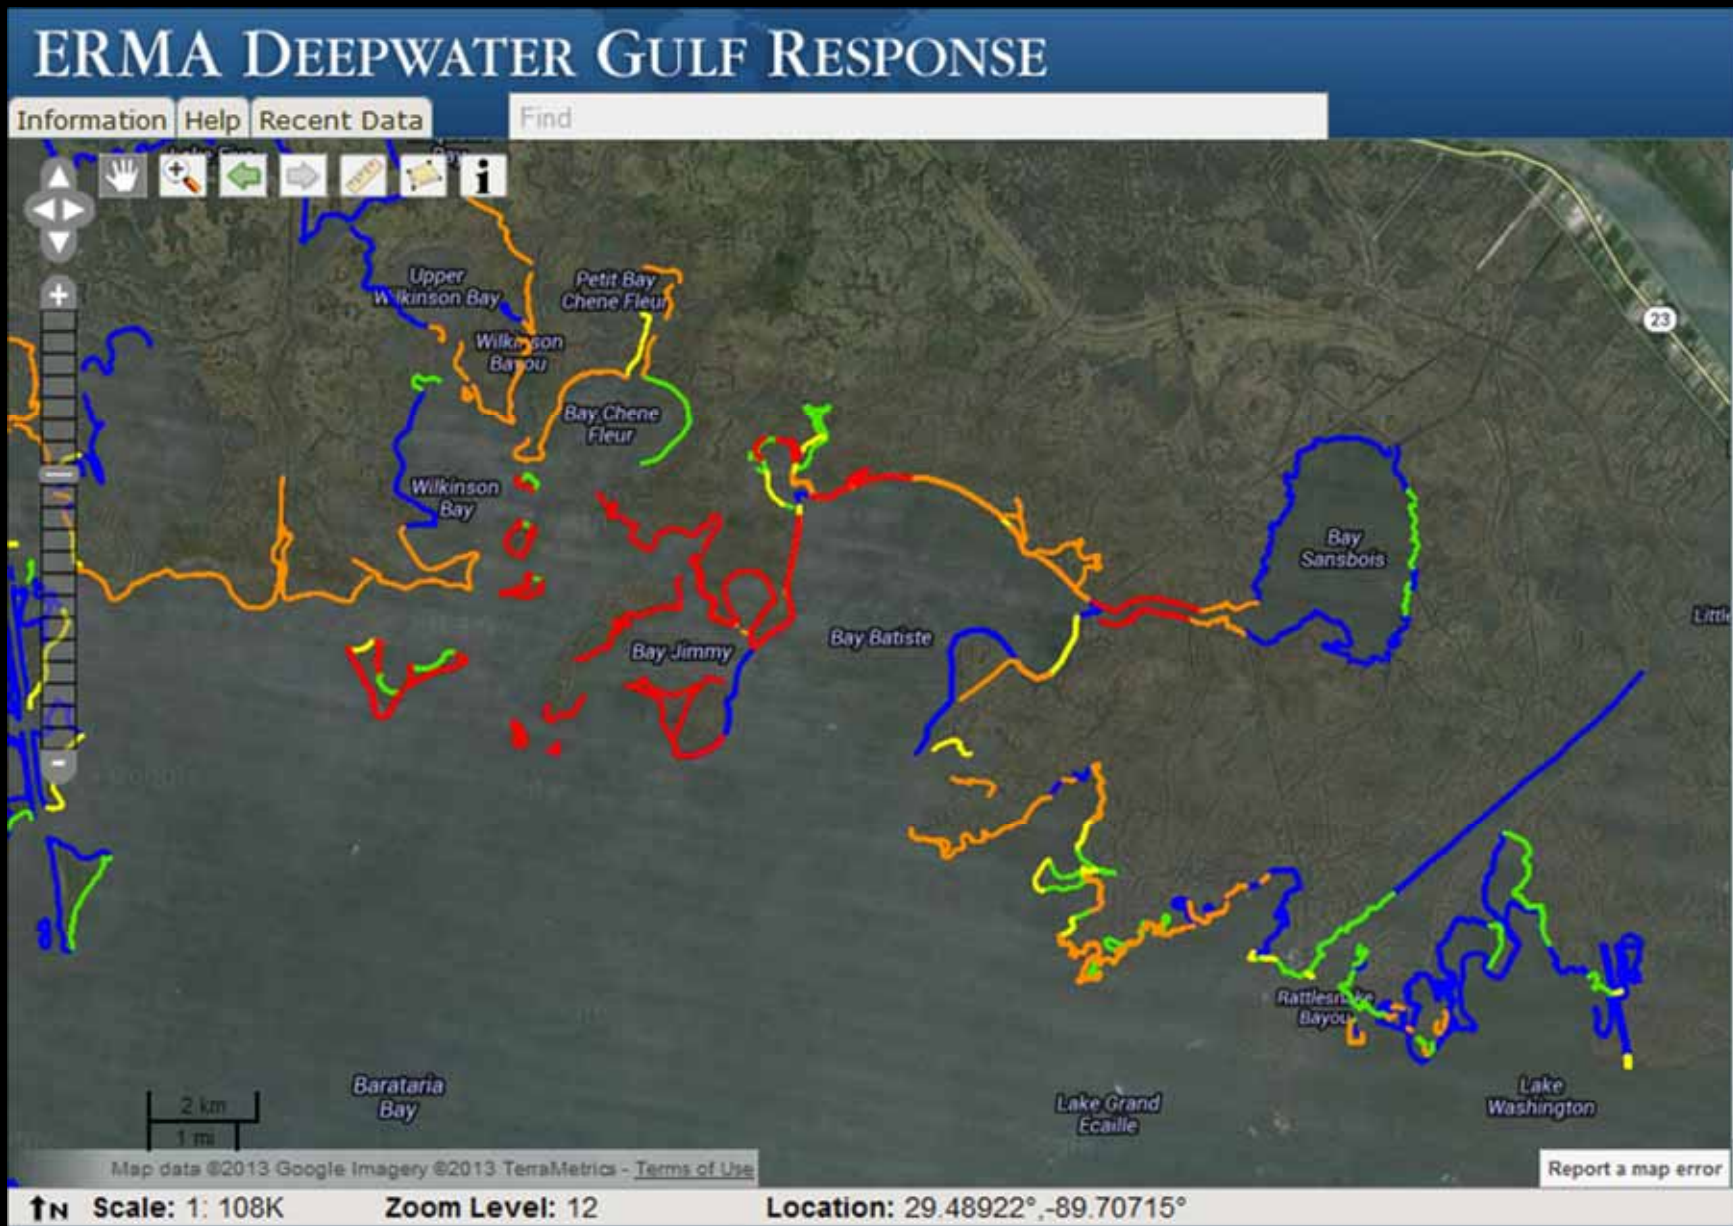 ERMA DEEPWATER GULF RESPONSE
Information Help Recent Data
Find
Bay
i
Upper
Wilkinson Bay
Petit Bay
Chene Fleur
23
Wilkinson
Bayou
Bay Chene
Fleur
Wilkinson
Bay
Bay
Sansbois
Little
Bay Jimmy
Bay Batiste
Rattlesnake
Bayou
Barataria
Bay
Lake Grand
Ecaille
Lake
Washington
2 km
1 mi
Map data ©2013 Google Imagery ©2013 TerraMetrics - Terms of Use
Report a map error
N Scale: 1: 108K Zoom Level: 12 Location: 29.48922°,-89.70715°